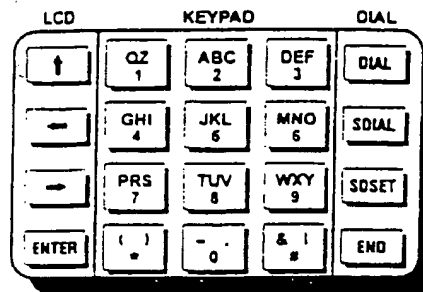 LCD KEYPAD DIAL
↑ QZ ABC DEF DIAL
1 2 3
← GHI JKL MNO SDIAL
4 5 6
→ PRS TUV WXY SDSET
7 8 9
ENTER ( ) - . & ! END
* 0 #